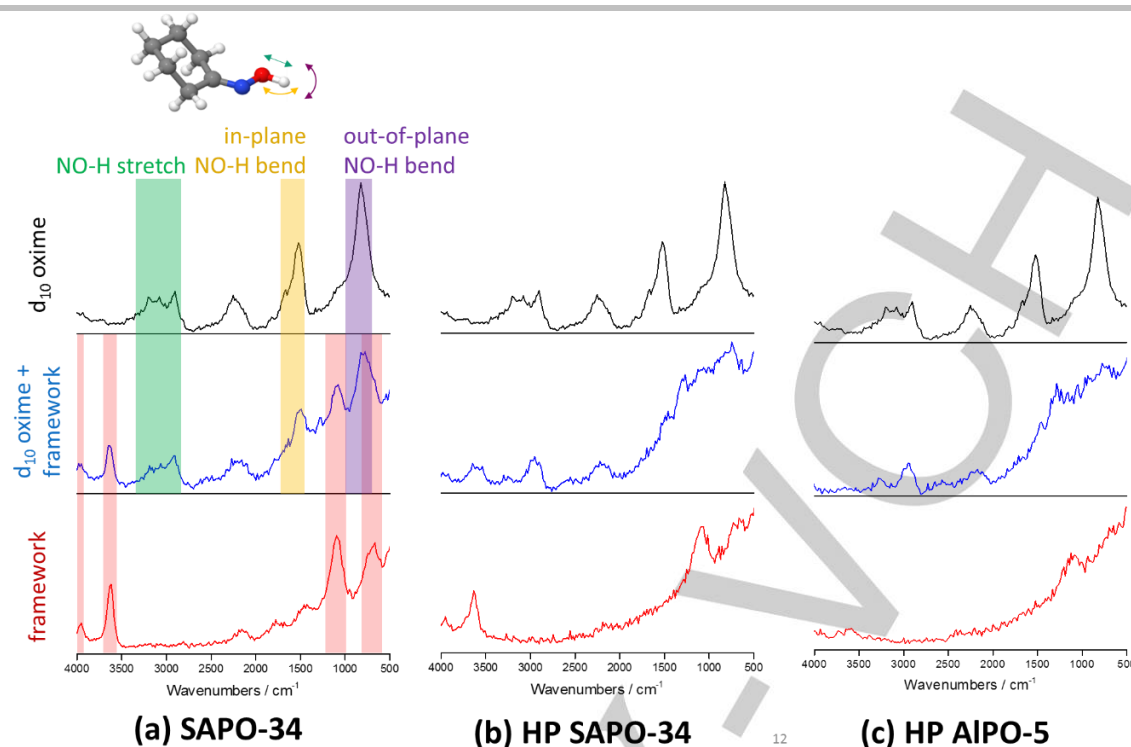 in-plane out-of-plane
NO-H stretch NO-H bend NO-H bend
d₁₀ oxime
d₁₀ oxime +
framework
framework
4000 3500 3000 2500 2000 1500 1000 500
Wavenumbers / cm⁻¹
(a) SAPO-34
4000 3500 3000 2500 2000 1500 1000 500
Wavenumbers / cm⁻¹
(b) HP SAPO-34
4000 3500 3000 2500 2000 1500 1000 500
Wavenumbers / cm⁻¹
(c) HP AlPO-5
12
-VCH